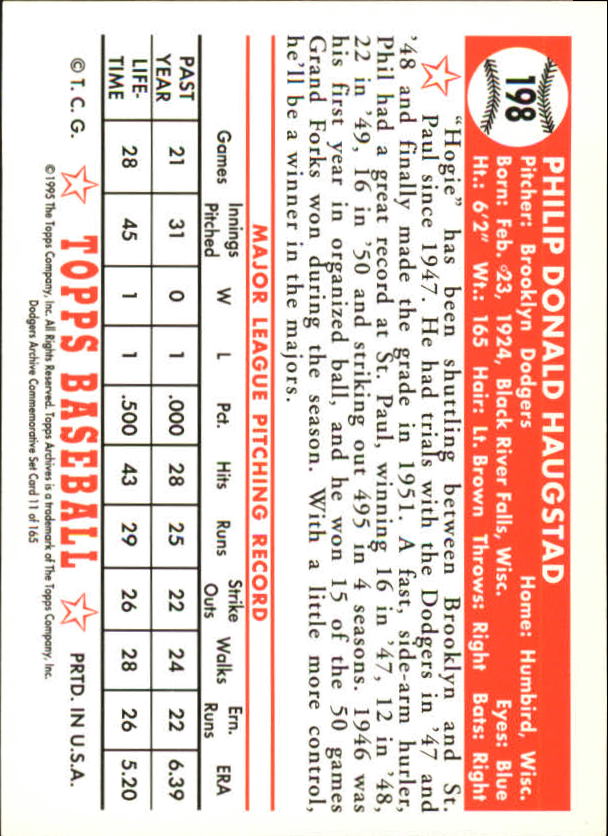 198
PHILIP DONALD HAUGSTAD
Pitcher: Brooklyn Dodgers Home: Humbird, Wisc.
Born: Feb. 23, 1924, Black River Falls, Wisc. Eyes: Blue
Ht.: 6'2" Wt.: 165 Hair: Lt. Brown Throws: Right Bats: Right
"Hogie" has been shuttling between Brooklyn and St.
Paul since 1947. He had trials with the Dodgers in '47 and
'48 and finally made the grade in 1951. A fast, side-arm hurler,
Phil had a great record at St. Paul, winning 16 in '47, 12 in '48,
22 in '49, 16 in '50 and striking out 495 in 4 seasons. 1946 was
his first year in organized ball, and he won 15 of the 50 games
Grand Forks won during the season. With a little more control,
he'll be a winner in the majors.
MAJOR LEAGUE PITCHING RECORD
Games Innings Pitched W L Pct. Hits Runs Strike Outs Walks Ern. Runs ERA
PAST YEAR 21 31 0 1 .000 28 25 22 24 22 6.39
LIFE-TIME 28 45 1 1 .500 43 29 26 28 26 5.20
© T. C. G. TOPPS BASEBALL PRTD. IN U.S.A.
© 1995 The Topps Company, Inc. All Rights Reserved. Topps Archives is a trademark of The Topps Company, Inc.
Dodgers Archive Commemorative Set Card 11 of 165